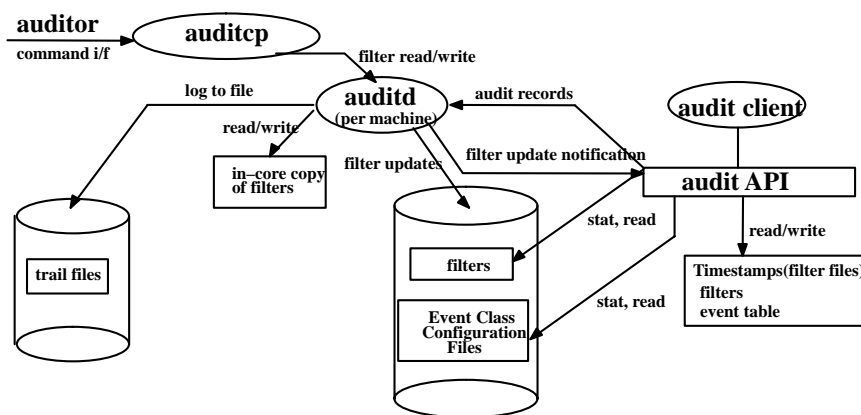 auditor
command i/f
auditcp
filter read/write
log to file
auditd
(per machine)
audit records
audit client
read/write
in–core copy
of filters
filter updates
filter update notification
audit API
stat, read
read/write
trail files
filters
Timestamps(filter files)
filters
event table
stat, read
Event Class
Configuration
Files